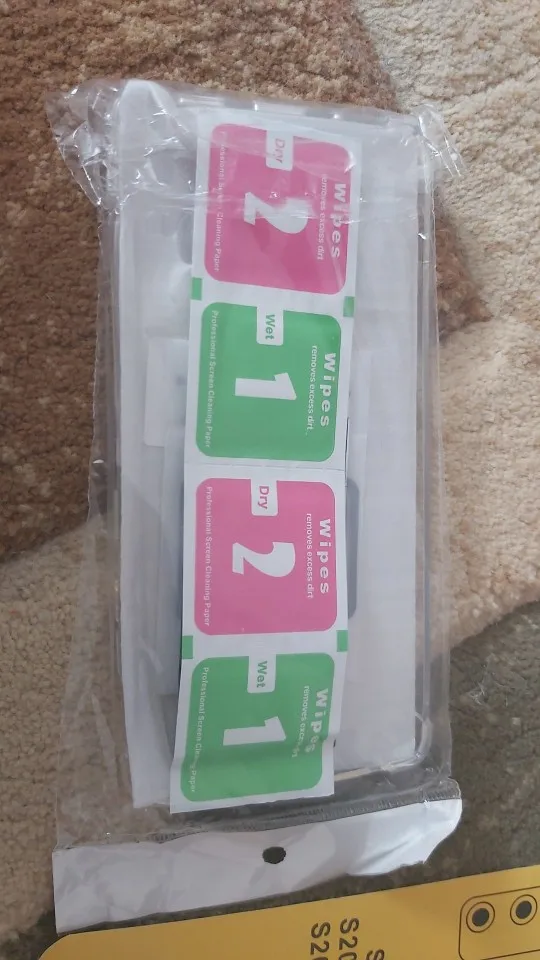 Wipes
removes excess dirt
Dry
2
Cleaning Paper
Wipes
removes excess dirt
Wet
1
Professional Screen Cleaning Paper
Wipes
removes excess dirt
Dry
2
Professional Screen Cleaning Paper
Wipes
removes excess dirt
Wet
1
Professional Screen Cleaning Paper
S20
S20